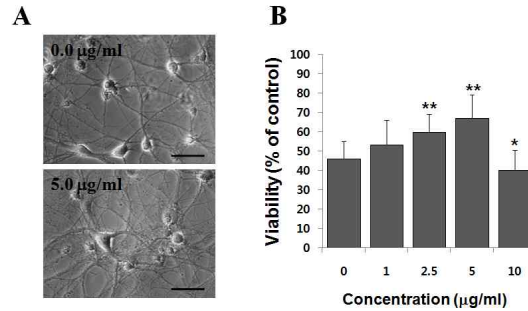 A
0.0 μg/ml
5.0 μg/ml
B
Viability (% of control)
100
90
80
70
60
50
40
30
20
10
0
**
**
*
0 1 2.5 5 10
Concentration (μg/ml)